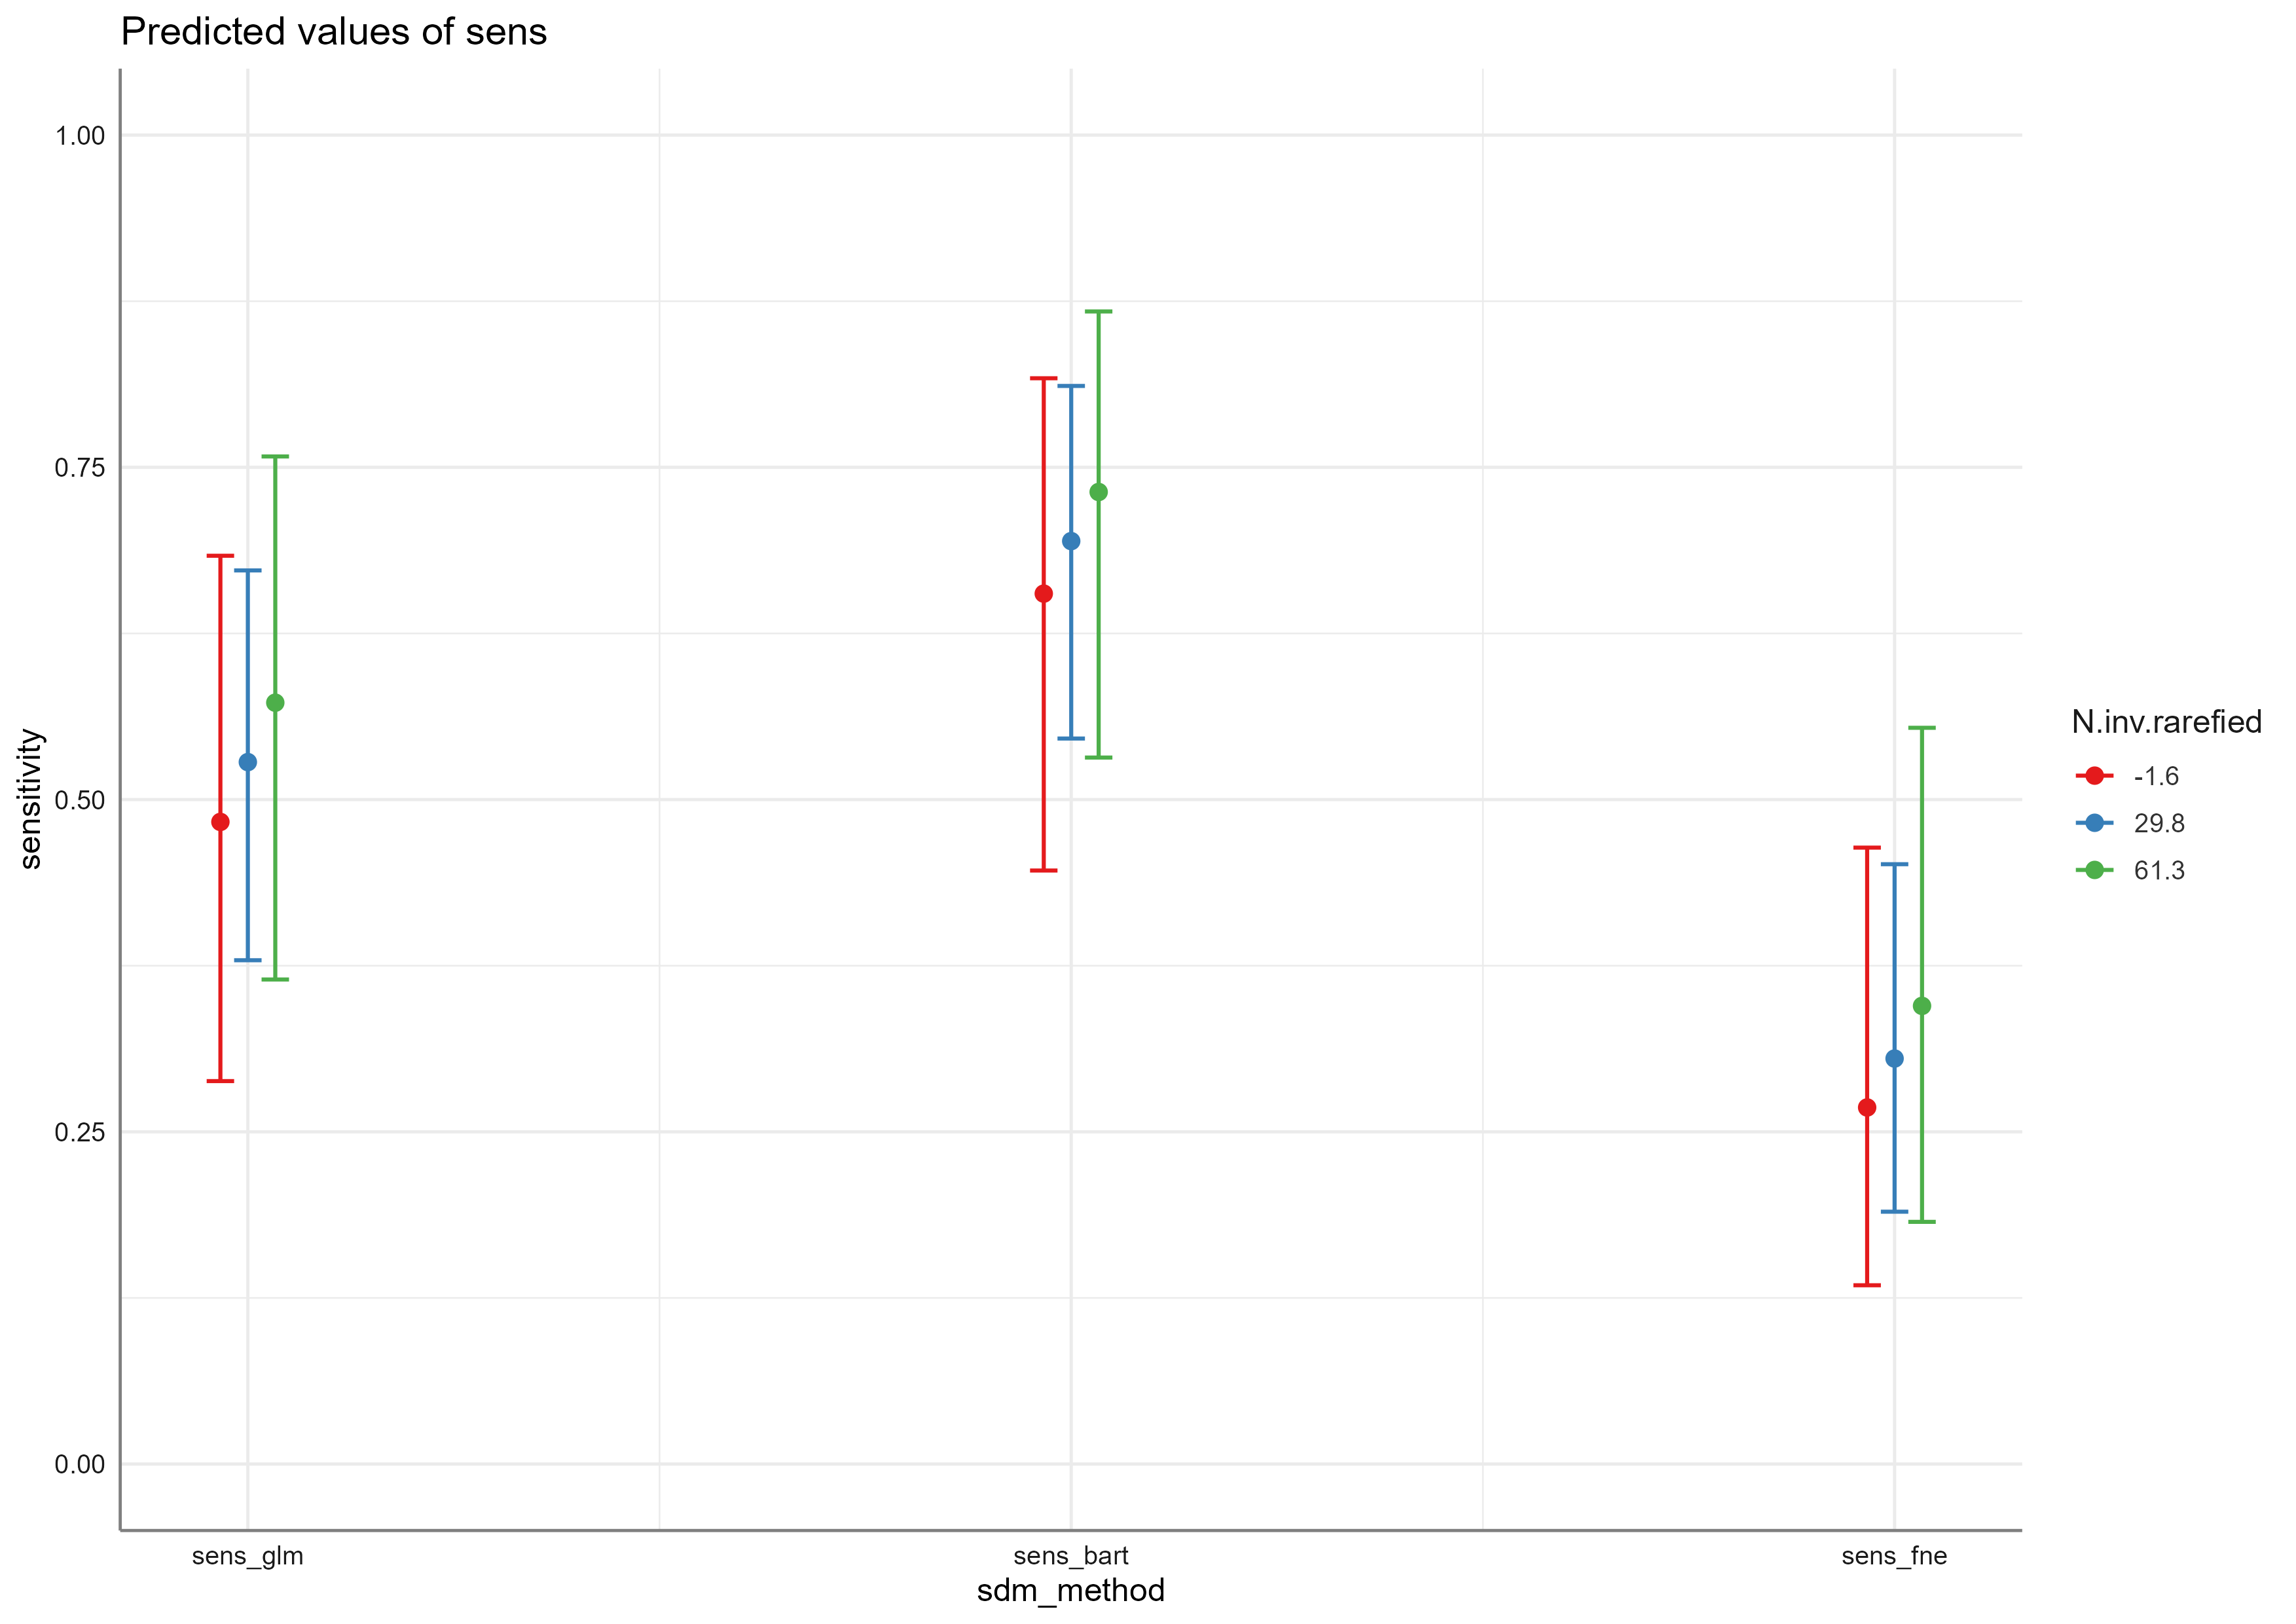 Predicted values of sens
sensitivity
1.00
0.75
0.50
0.25
0.00
sens_glm
sens_bart
sens_fne
sdm_method
N.inv.rarefied
-1.6
29.8
61.3